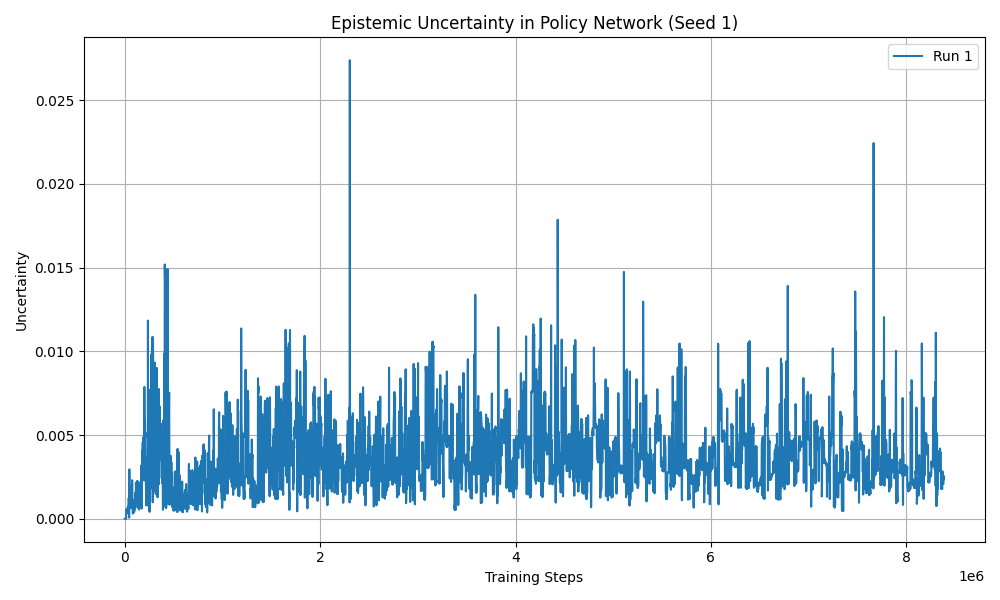 Epistemic Uncertainty in Policy Network (Seed 1)
Run 1
Uncertainty
0.025
0.020
0.015
0.010
0.005
0.000
0 2 4 6 8
1e6
Training Steps